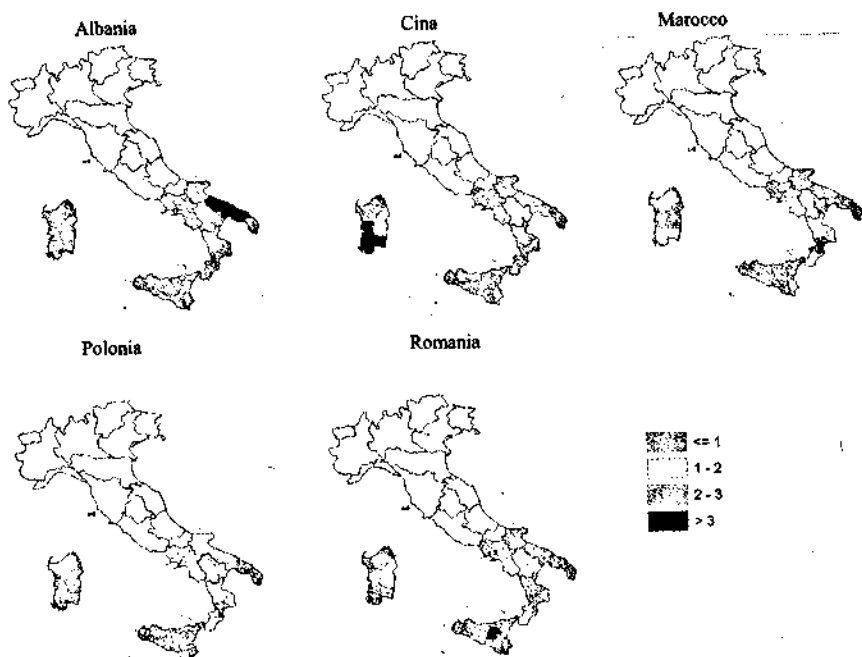 Albania
Cina
Marocco
Polonia
Romania
<= 1
1 - 2
2 - 3
> 3